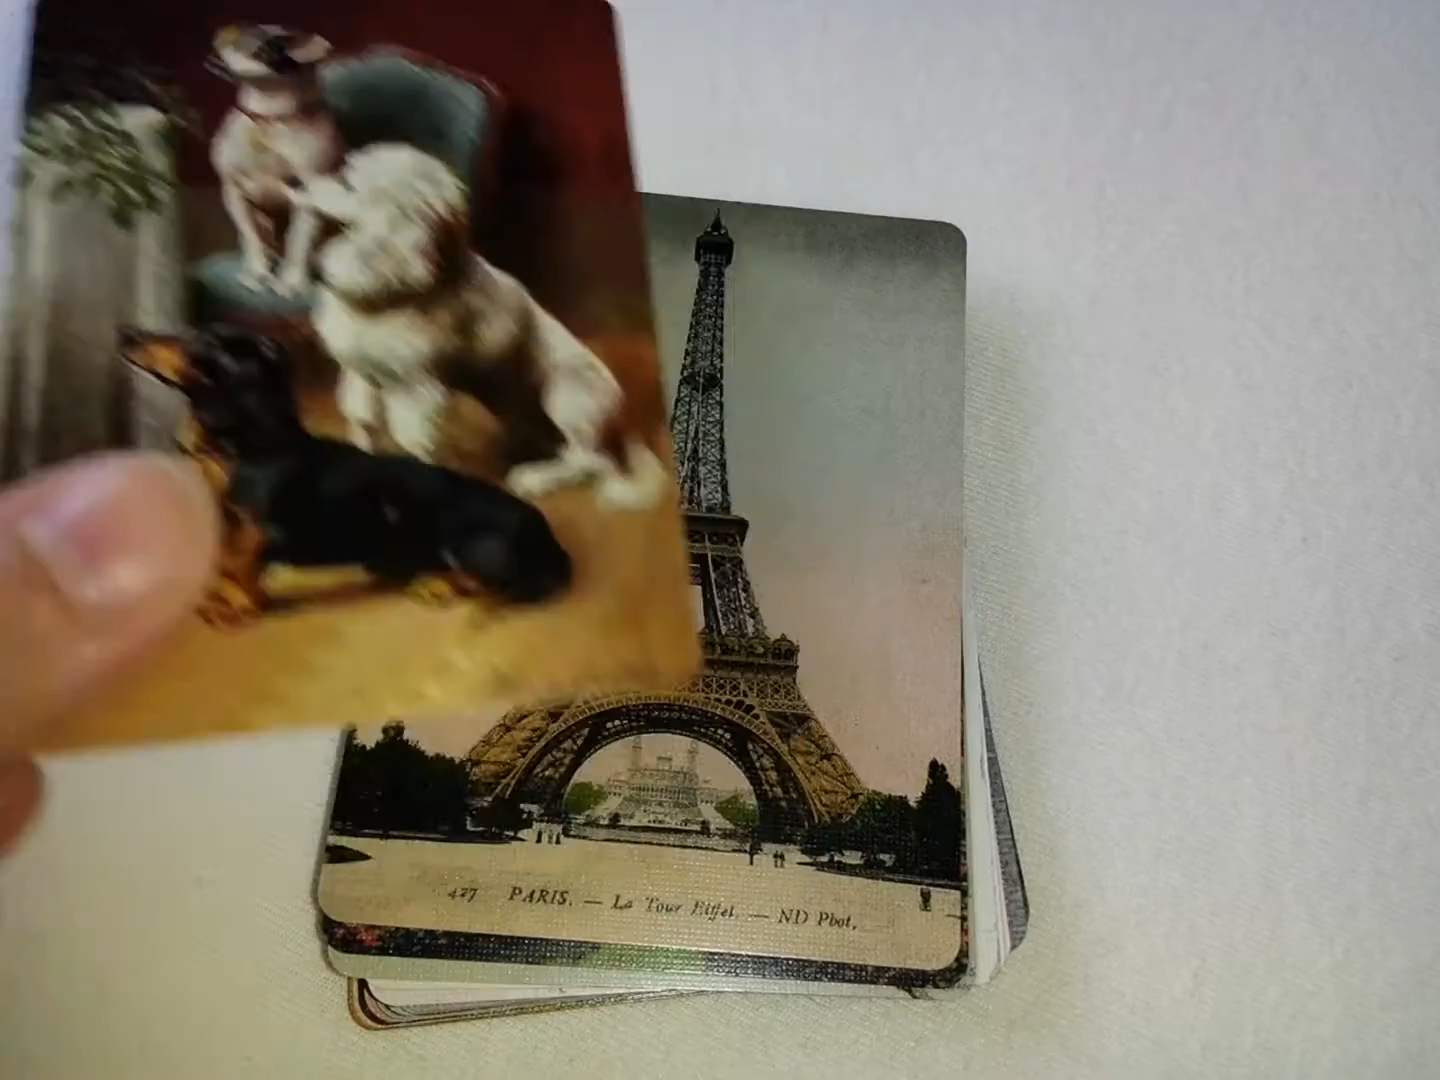 427 PARIS. — La Tour Eiffel. — ND Phot.